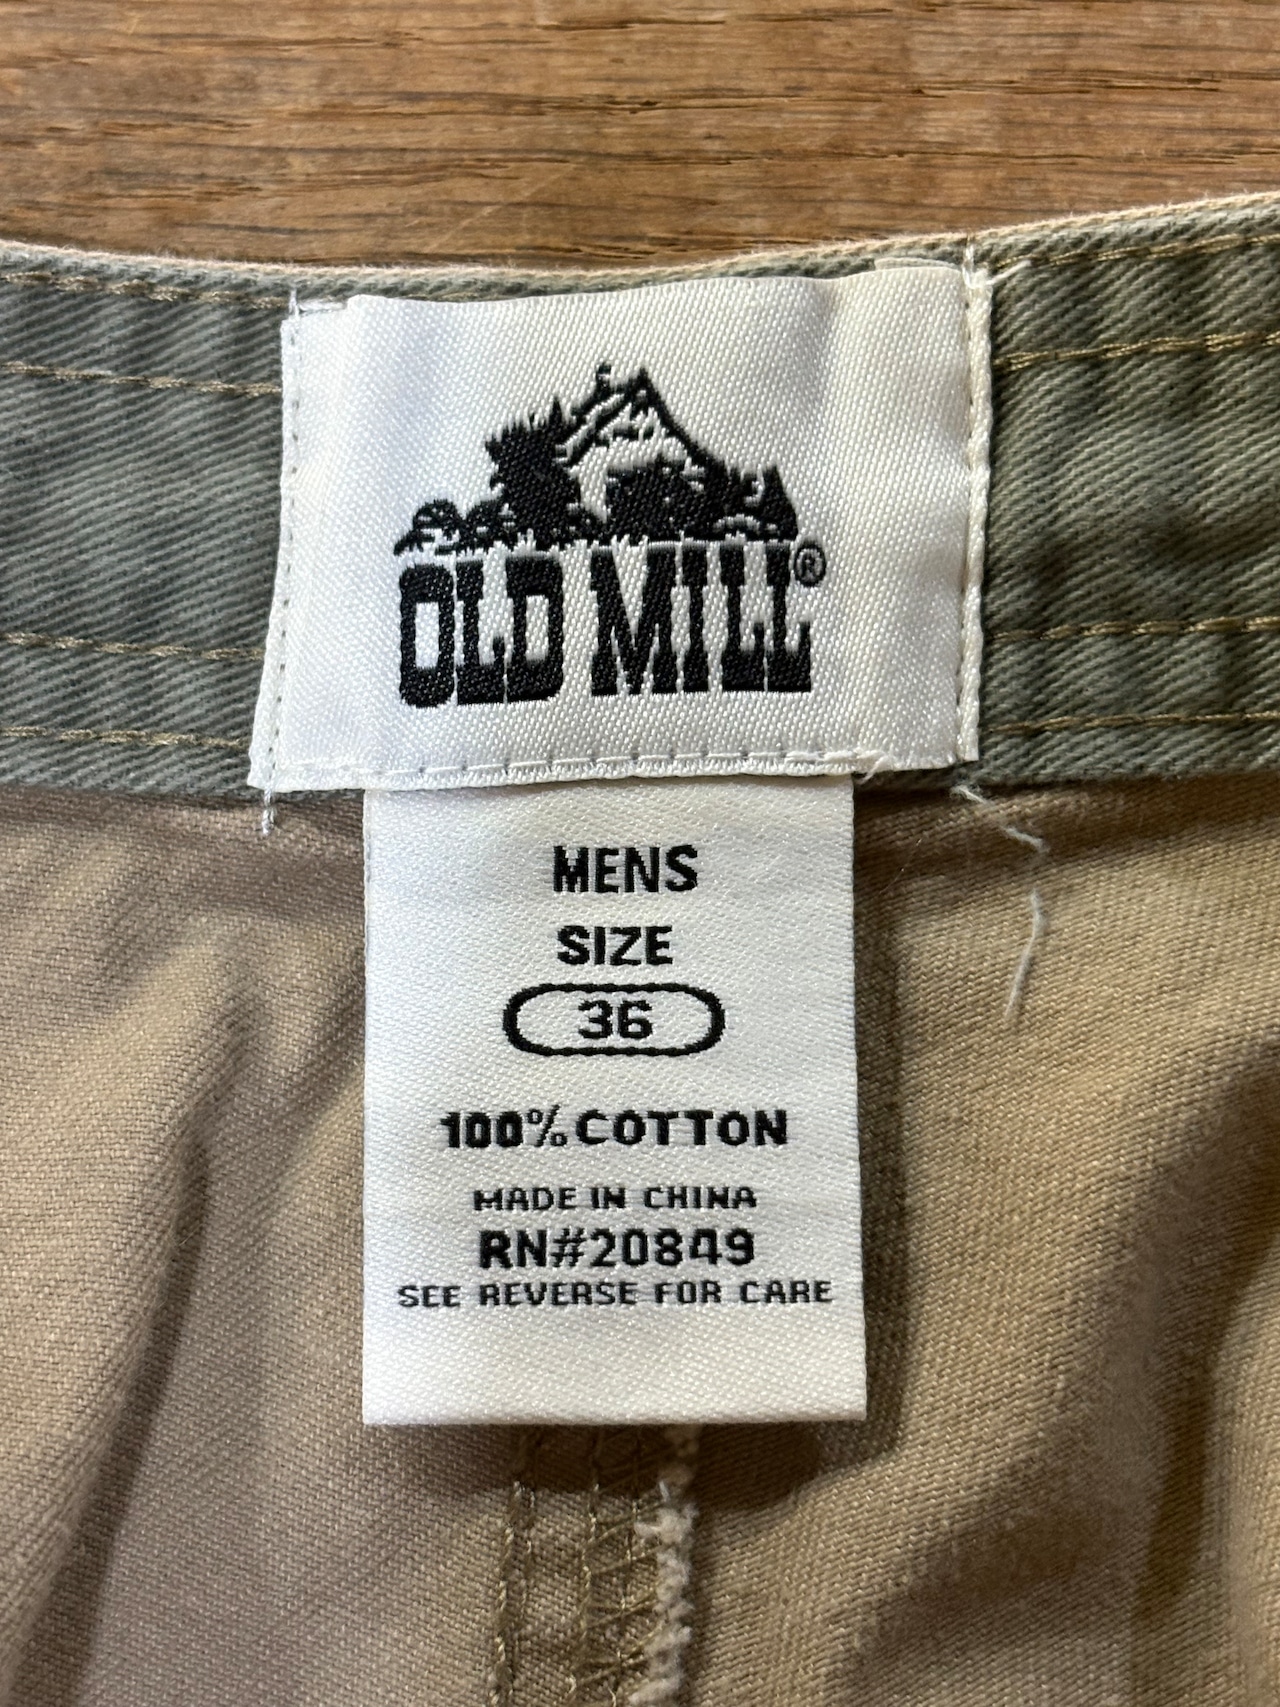 OLD MILL®
MENS
SIZE
36
100% COTTON
MADE IN CHINA
RN#20849
SEE REVERSE FOR CARE